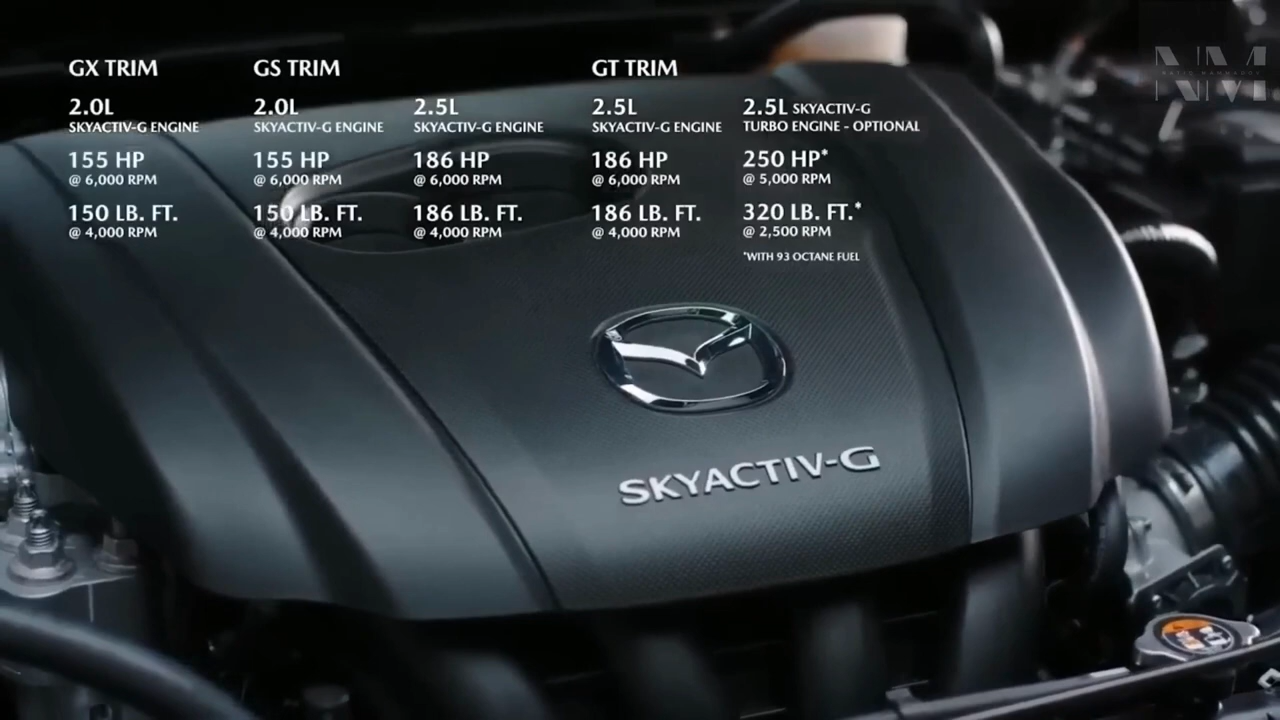 GX TRIM
2.0L
SKYACTIV-G ENGINE
155 HP
@ 6,000 RPM
150 LB. FT.
@ 4,000 RPM
GS TRIM
2.0L
SKYACTIV-G ENGINE
155 HP
@ 6,000 RPM
150 LB. FT.
@ 4,000 RPM
2.5L
SKYACTIV-G ENGINE
186 HP
@ 6,000 RPM
186 LB. FT.
@ 4,000 RPM
GT TRIM
2.5L
SKYACTIV-G ENGINE
186 HP
@ 6,000 RPM
186 LB. FT.
@ 4,000 RPM
2.5L SKYACTIV-G
TURBO ENGINE - OPTIONAL
250 HP*
@ 5,000 RPM
320 LB. FT.*
@ 2,500 RPM
*WITH 93 OCTANE FUEL
NM
SKYACTIV-G